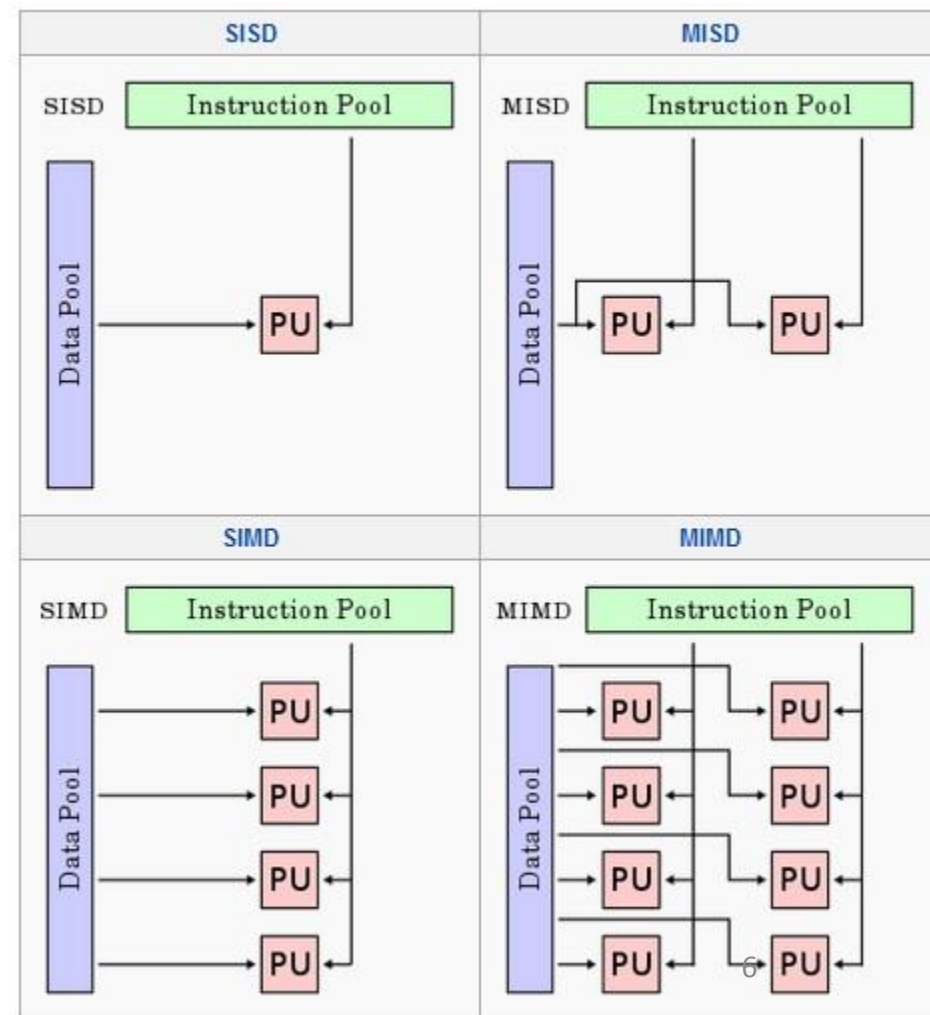 SISD
MISD
SISD
Instruction Pool
Data Pool
PU
MISD
Instruction Pool
Data Pool
PU
PU
SIMD
MIMD
SIMD
Instruction Pool
Data Pool
PU
PU
PU
PU
MIMD
Instruction Pool
Data Pool
PU
PU
PU
PU
PU
PU
PU
6
PU